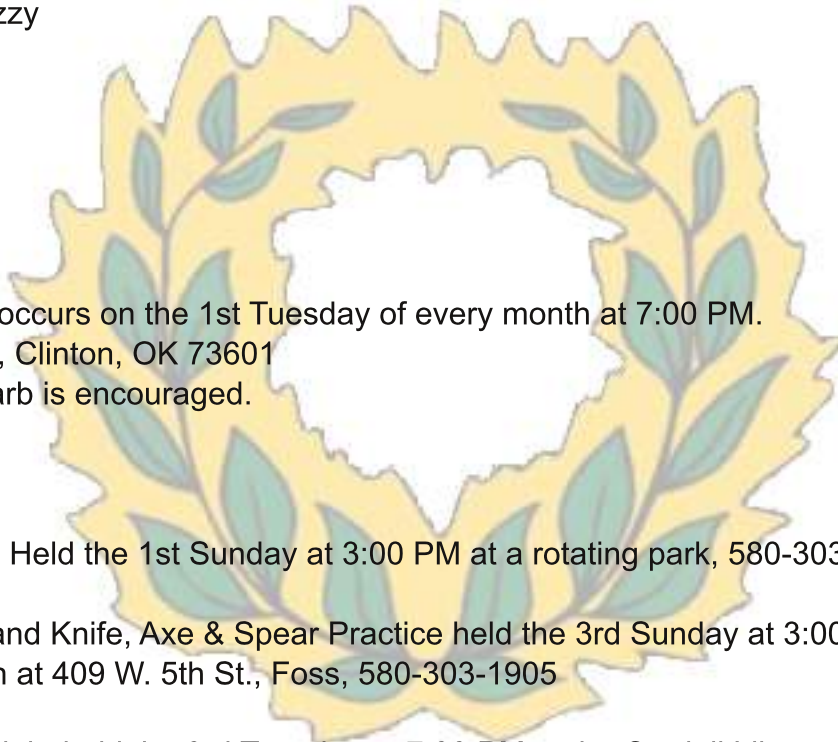 zzy
occurs on the 1st Tuesday of every month at 7:00 PM.
, Clinton, OK 73601
arb is encouraged.
Held the 1st Sunday at 3:00 PM at a rotating park, 580-303
and Knife, Axe & Spear Practice held the 3rd Sunday at 3:00
n at 409 W. 5th St., Foss, 580-303-1905